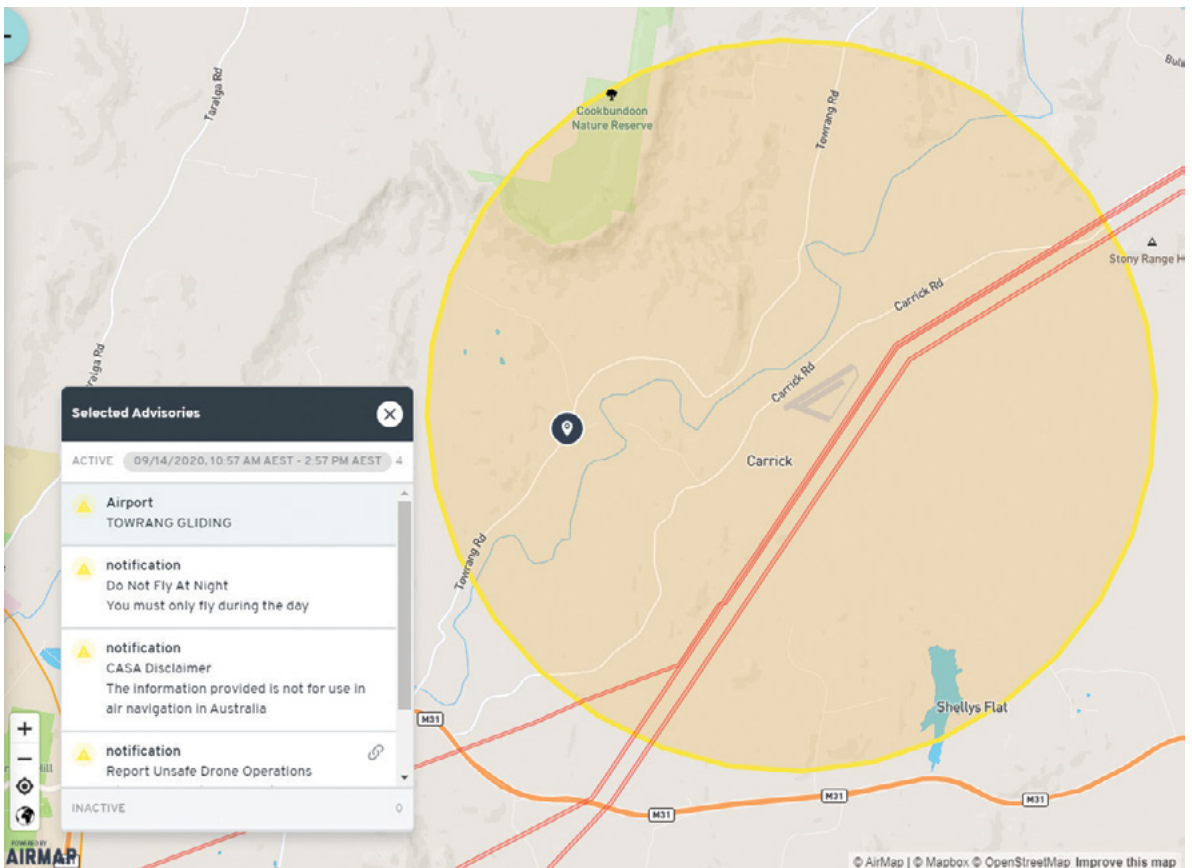 Taralga Rd
Cookbundoon
Nature Reserve
Towrang Rd
Stony Range H
Carrick Rd
Carrick Rd
Carrick
Towrang Rd
Shellys Flat
M31
M31
M31
M31
Selected Advisories
ACTIVE 09/14/2020, 10:57 AM AEST - 2:57 PM AEST 4
Airport
TOWRANG GLIDING
notification
Do Not Fly At Night
You must only fly during the day
notification
CASA Disclaimer
The information provided is not for use in
air navigation in Australia
notification
Report Unsafe Drone Operations
INACTIVE 0
POWERED BY
AIRMAP
© AirMap | © Mapbox © OpenStreetMap Improve this map